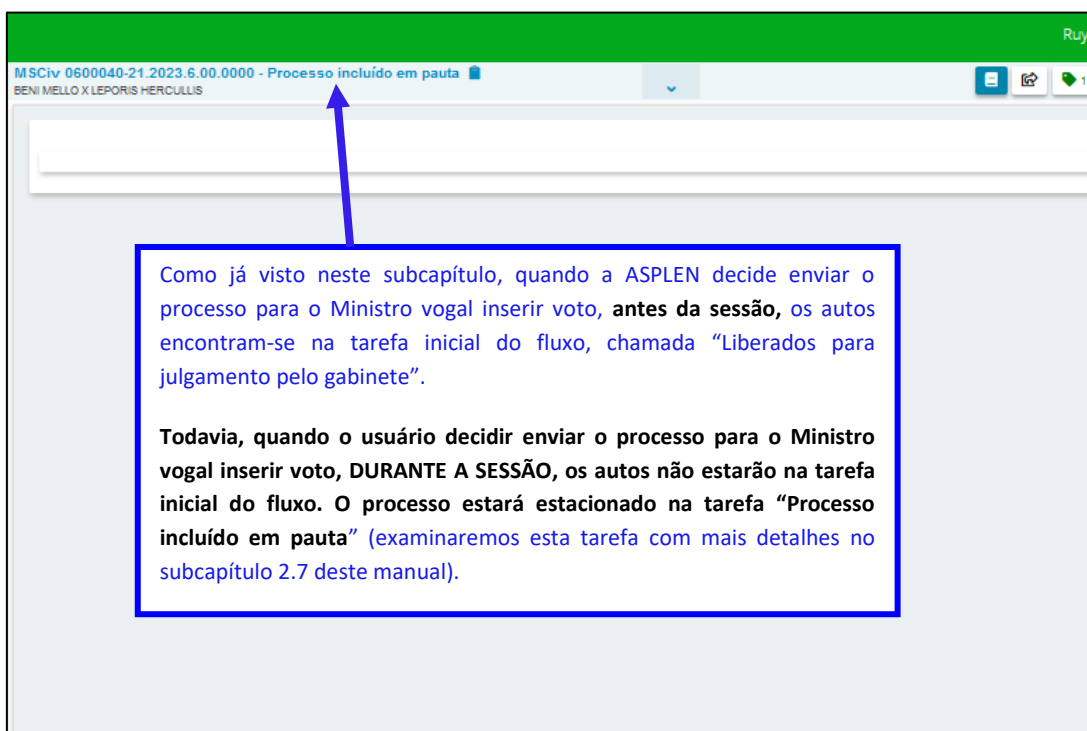 Ruy
MSCiv 0600040-21.2023.6.00.0000 - Processo incluído em pauta
BENI MELLO X LEPORIS HERCULLIS
1
Como já visto neste subcapítulo, quando a ASPLEN decide enviar o
processo para o Ministro vogal inserir voto, antes da sessão, os autos
encontram-se na tarefa inicial do fluxo, chamada “Liberados para
julgamento pelo gabinete”.
Todavia, quando o usuário decidir enviar o processo para o Ministro
vogal inserir voto, DURANTE A SESSÃO, os autos não estarão na tarefa
inicial do fluxo. O processo estará estacionado na tarefa “Processo
incluído em pauta” (examinaremos esta tarefa com mais detalhes no
subcapítulo 2.7 deste manual).